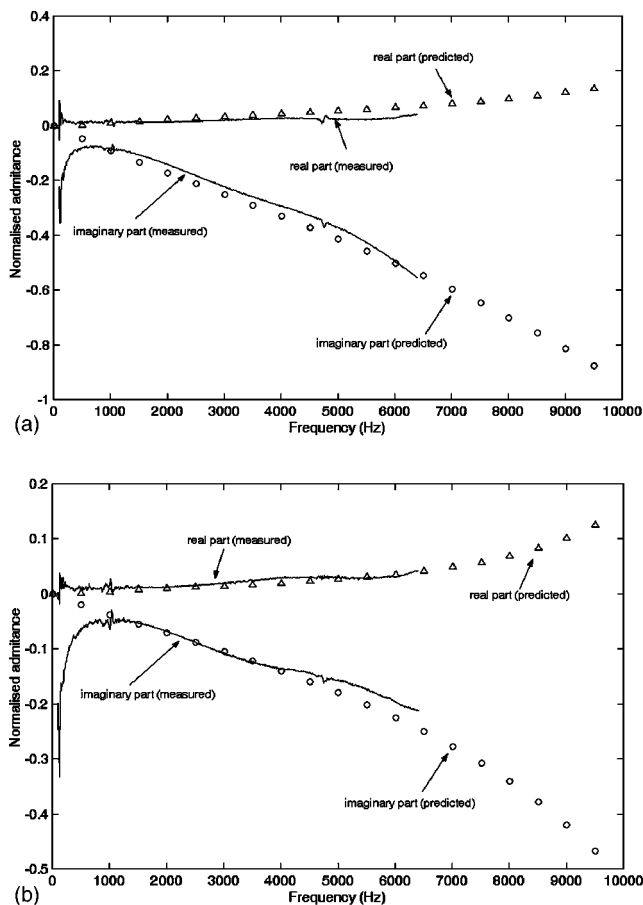 0.4
0.2
0
-0.2
-0.4
-0.6
-0.8
-1
Normalised admitance
real part (predicted)
real part (measured)
imaginary part (measured)
imaginary part (predicted)
0 1000 2000 3000 4000 5000 6000 7000 8000 9000 10000
Frequency (Hz)
(a)
0.2
0.1
0
-0.1
-0.2
-0.3
-0.4
-0.5
Normalised admitance
real part (measured)
real part (predicted)
imaginary part (measured)
imaginary part (predicted)
0 1000 2000 3000 4000 5000 6000 7000 8000 9000 10000
Frequency (Hz)
(b)